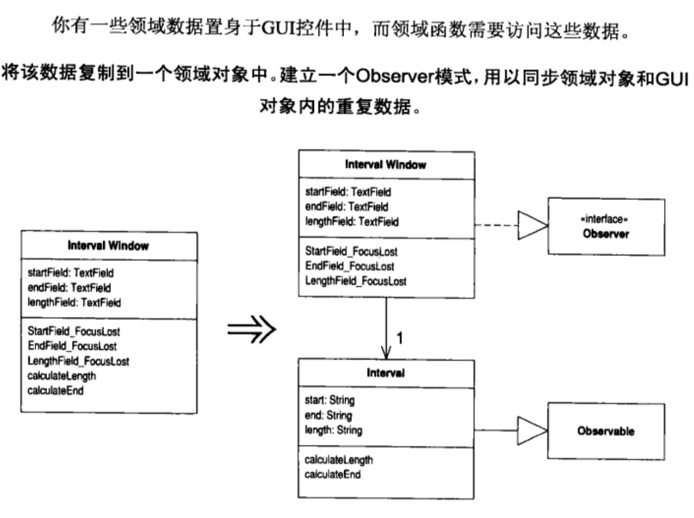 你有一些领域数据置身于GUI控件中，而领域函数需要访问这些数据。
将该数据复制到一个领域对象中。建立一个Observer模式，用以同步领域对象和GUI
对象内的重复数据。
Interval Window
startField: TextField
endField: TextField
lengthField: TextField
StartField_FocusLost
EndField_FocusLost
LengthField_FocusLost
calculateLength
calculateEnd
Interval Window
startField: TextField
endField: TextField
lengthField: TextField
StartField_FocusLost
EndField_FocusLost
LengthField_FocusLost
«interface»
Observer
1
Interval
start: String
end: String
length: String
calculateLength
calculateEnd
Observable